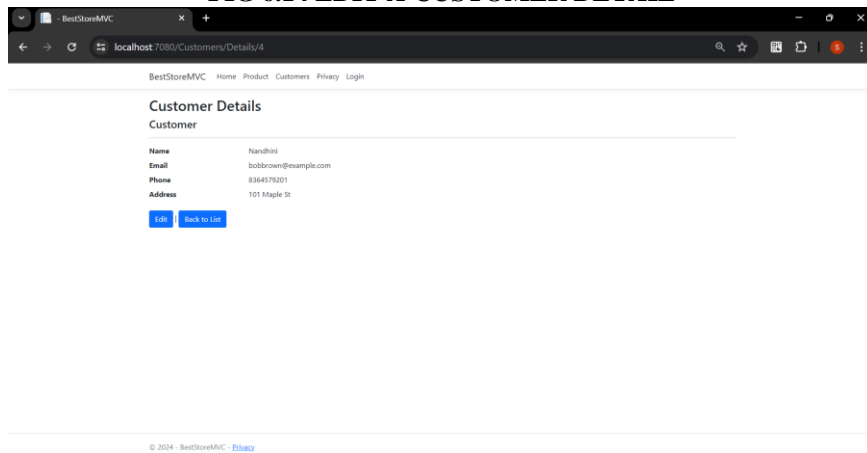 BestStoreMVC
localhost:7080/Customers/Details/4
S
BestStoreMVC Home Product Customers Privacy Login
Customer Details
Customer
Name Nandhini
Email bobbrown@example.com
Phone 8364579201
Address 101 Maple St
Edit | Back to List
© 2024 - BestStoreMVC - Privacy